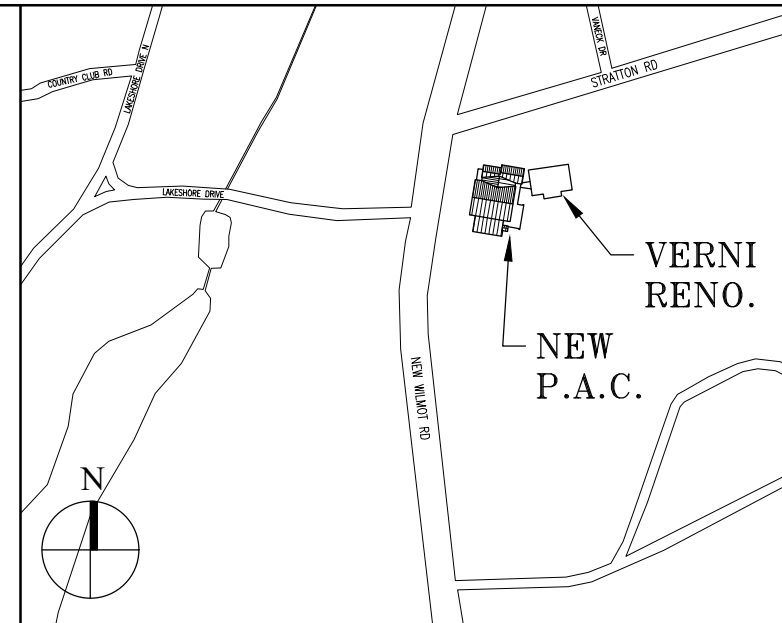 COUNTRY CLUB RD
LAKESHORE DRIVE N
VANECK DR
STRATTON RD
LAKESHORE DRIVE
VERNI
RENO.
NEW
P.A.C.
NEW WILMOT RD
N